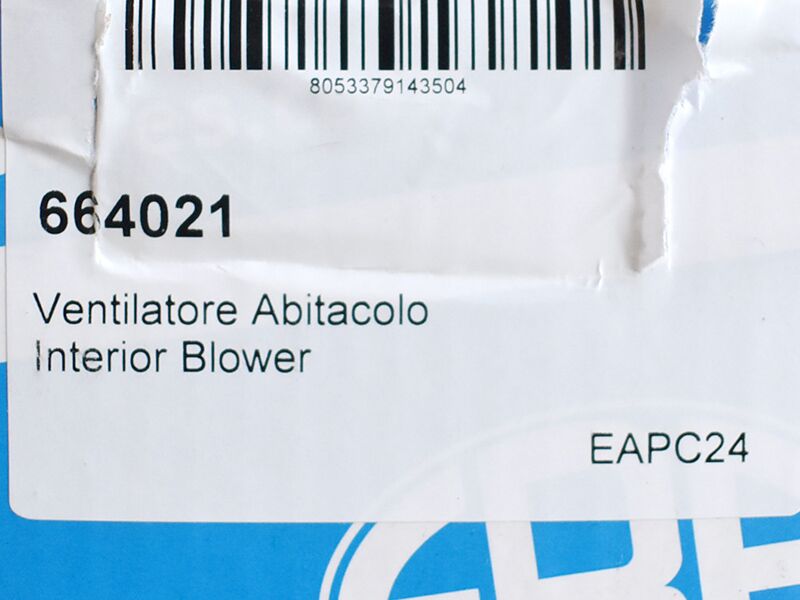 8053379143504
664021
Ventilatore Abitacolo
Interior Blower
EAPC24